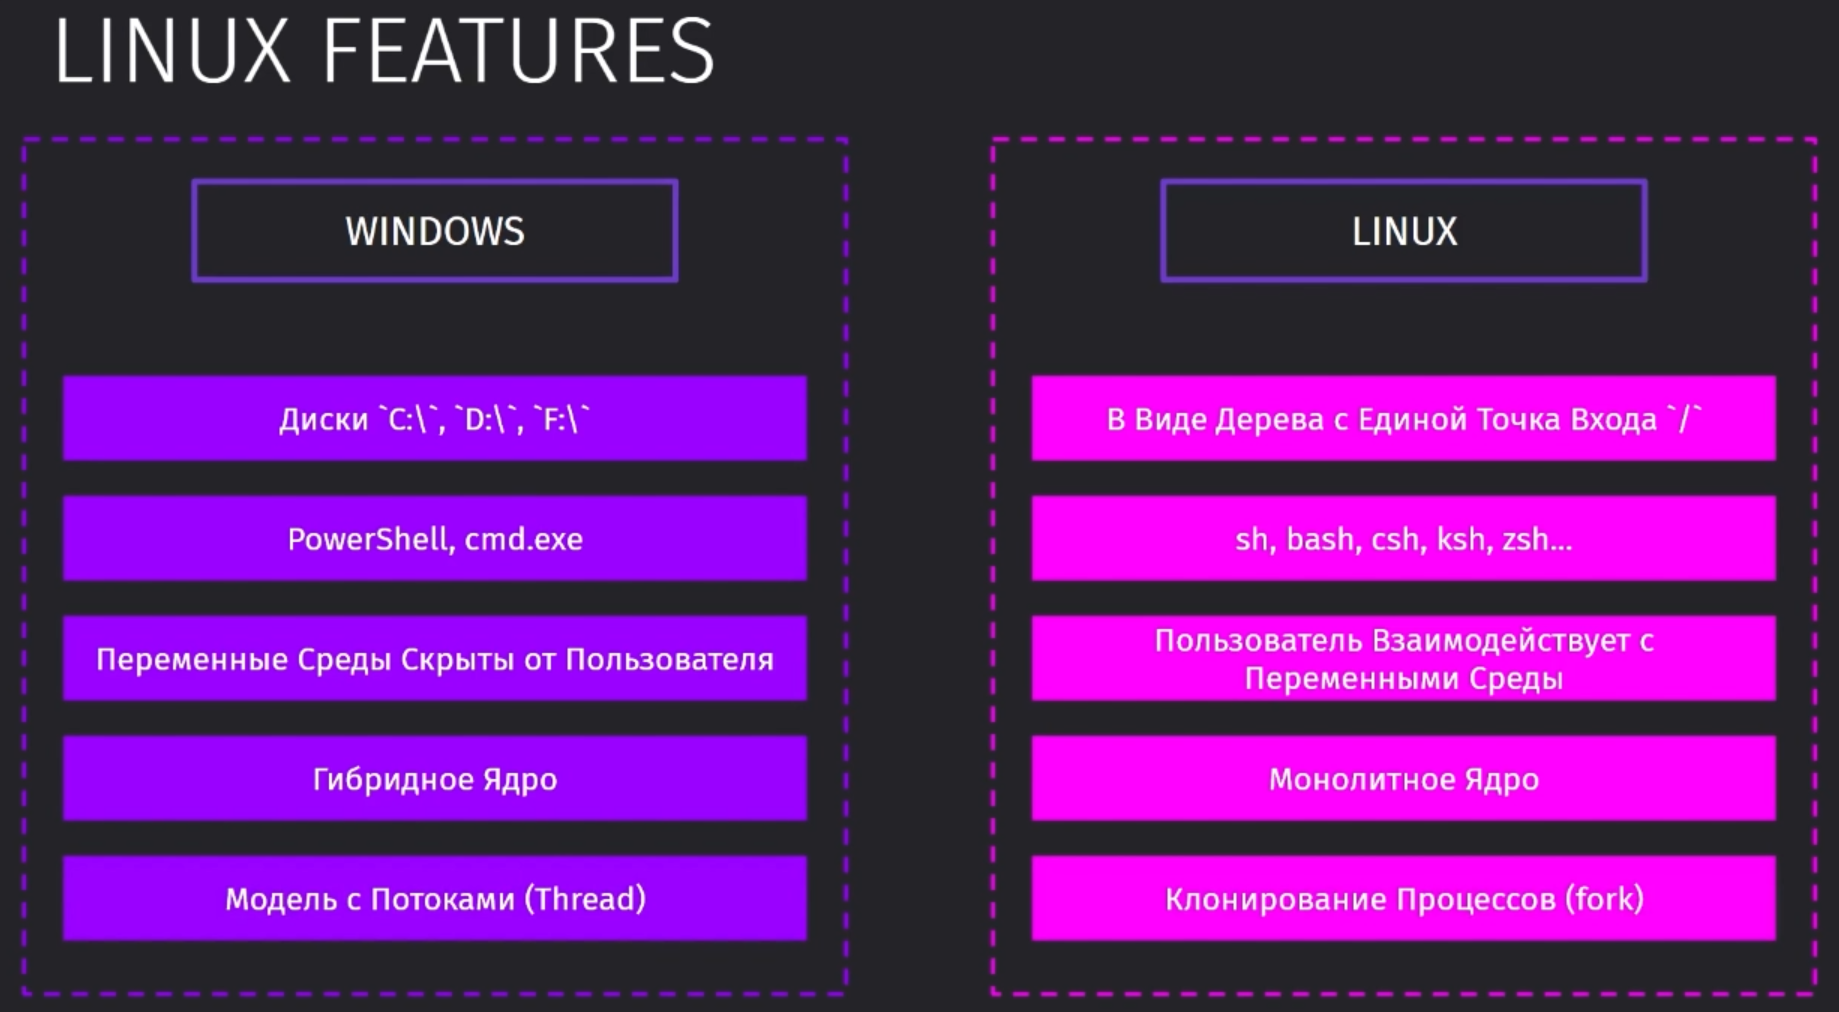 LINUX FEATURES
WINDOWS
Диски `C:\`, `D:\`, `F:\`
PowerShell, cmd.exe
Переменные Среды Скрыты от Пользователя
Гибридное Ядро
Модель с Потоками (Thread)
LINUX
В Виде Дерева с Единой Точка Входа `/`
sh, bash, csh, ksh, zsh...
Пользователь Взаимодействует с
Переменными Среды
Монолитное Ядро
Клонирование Процессов (fork)